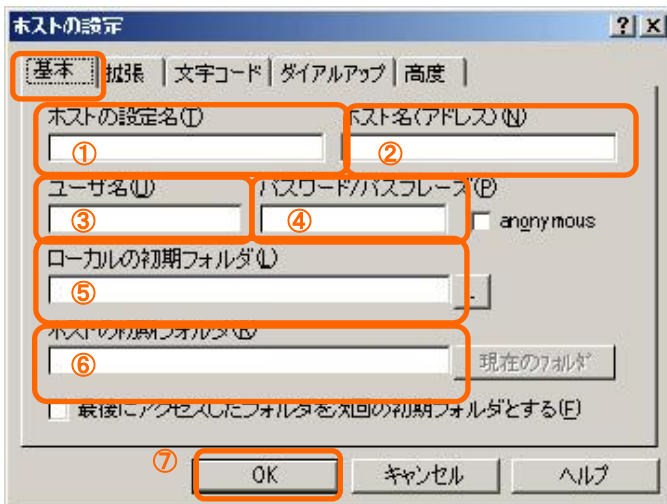 ホストの設定
基本 拡張 文字コード ダイアルアップ 高度
ホストの設定名(T) ホスト名(アドレス)(N)
① ②
ユーザ名(U) パスワード/パスフレーズ(P)
③ ④ anonymous
ローカルの初期フォルダ(L)
⑤ ...
ホストの初期フォルダ(R)
⑥ 現在のフォルダ
最後にアクセスしたフォルダを次回の初期フォルダとする(F)
⑦ OK キャンセル ヘルプ